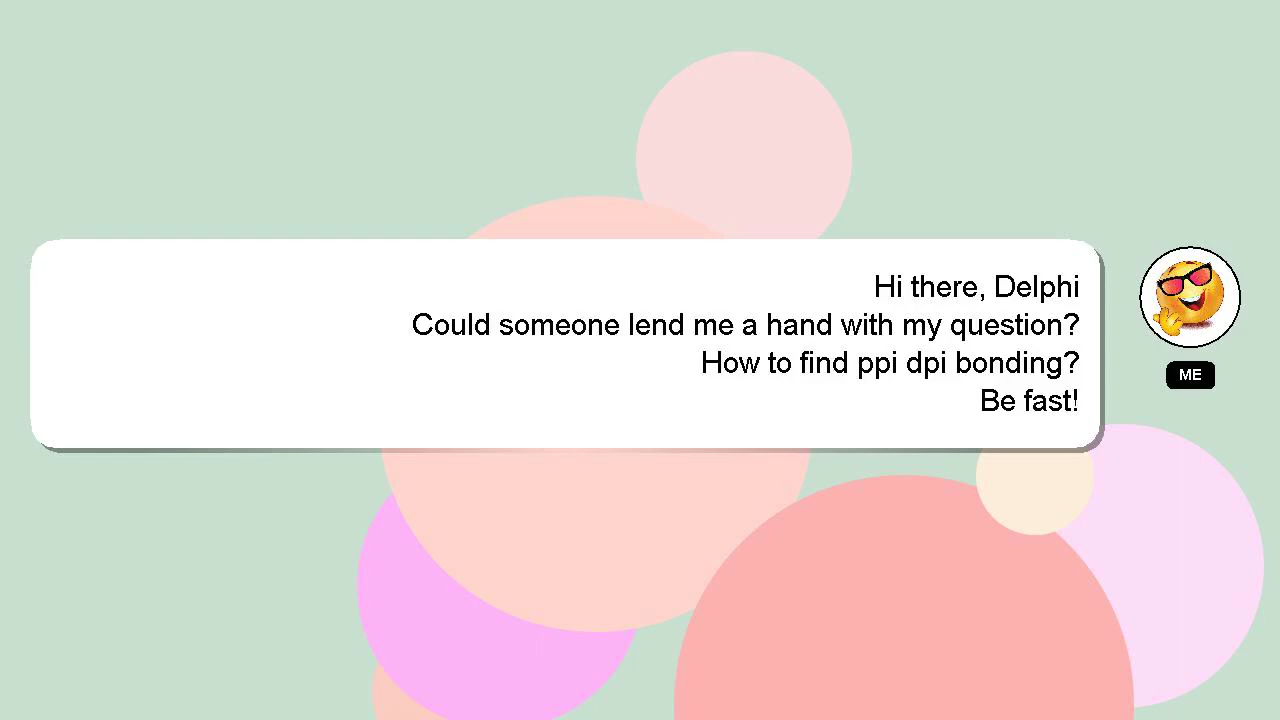 Hi there, Delphi
Could someone lend me a hand with my question?
How to find ppi dpi bonding?
Be fast!
ME